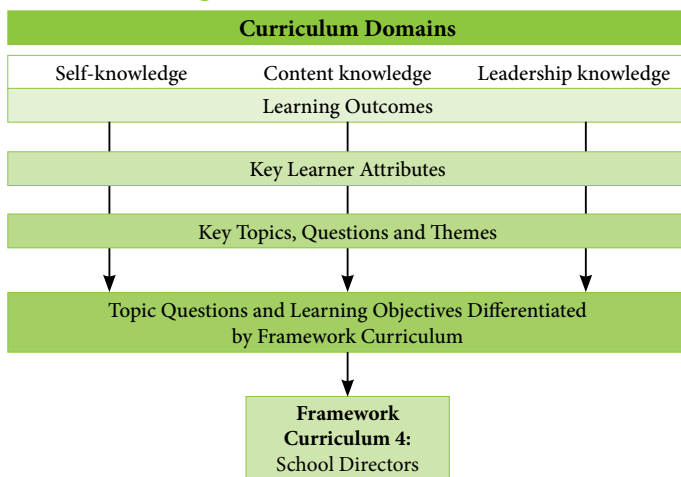 Curriculum Domains
Self-knowledge Content knowledge Leadership knowledge
Learning Outcomes
Key Learner Attributes
Key Topics, Questions and Themes
Topic Questions and Learning Objectives Differentiated
by Framework Curriculum
Framework
Curriculum 4:
School Directors